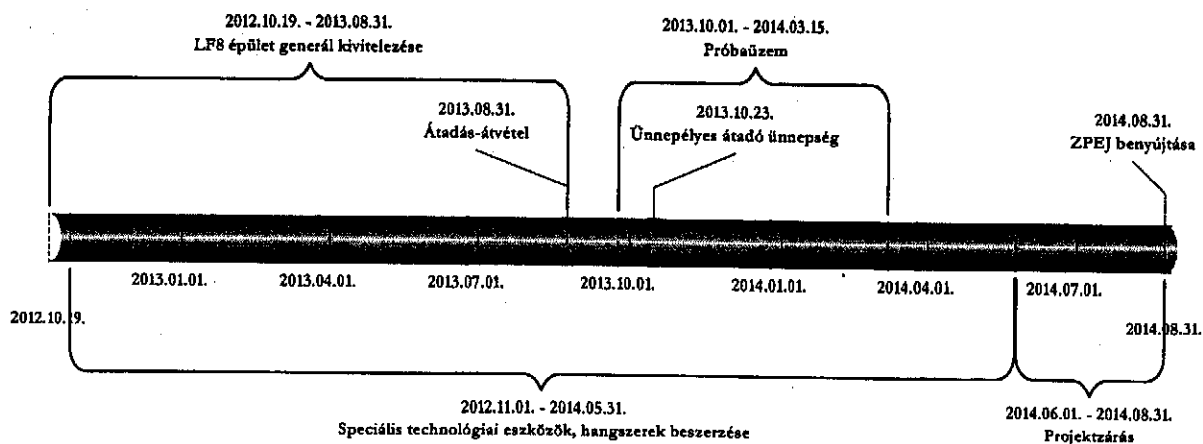 2012.10.19. - 2013.08.31.
LF8 épület generál kivitelezése
2013.10.01. - 2014.03.15.
Próbaüzem
2013.08.31.
Átadás-átvétel
2013.10.23.
Ünnepélyes átadó ünnepség
2014.08.31.
ZPEJ benyújtása
2013.01.01.
2013.04.01.
2013.07.01.
2013.10.01.
2014.01.01.
2014.04.01.
2014.07.01.
2012.10.19.
2014.08.31.
2012.11.01. - 2014.05.31.
Speciális technológiai eszközök, hangszerek beszerzése
2014.06.01. - 2014.08.31.
Projektzárás